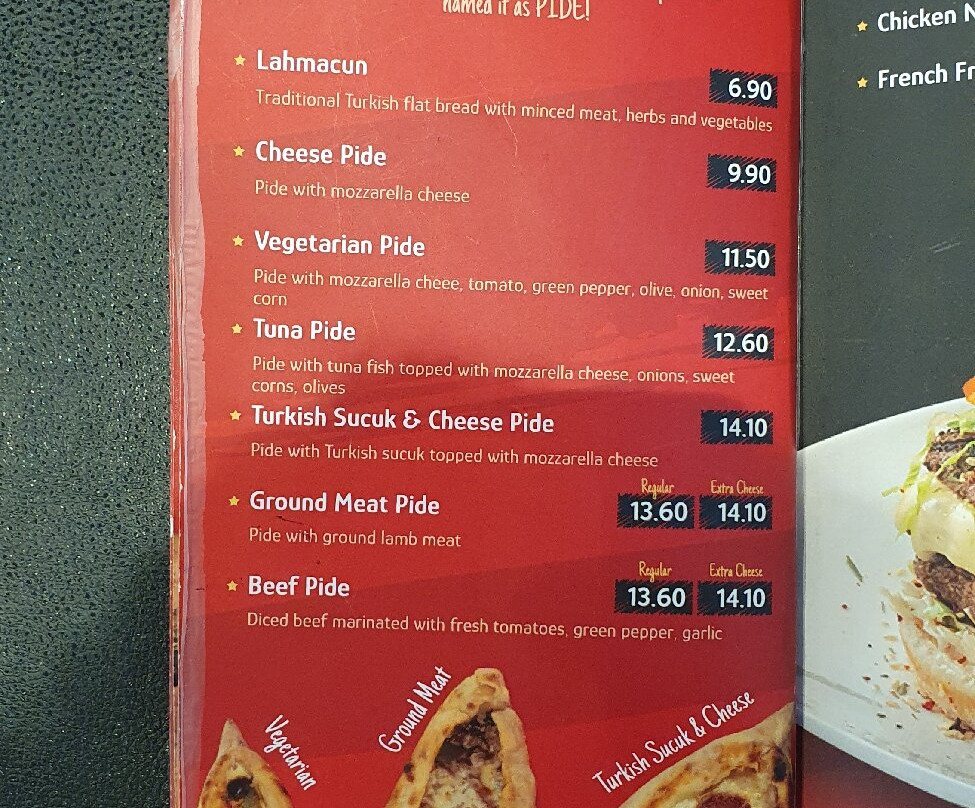 named it as PIDE!
Lahmacun
6.90
Traditional Turkish flat bread with minced meat, herbs and vegetables
Cheese Pide
9.90
Pide with mozzarella cheese
Vegetarian Pide
11.50
Pide with mozzarella cheee, tomato, green pepper, olive, onion, sweet
corn
Tuna Pide
12.60
Pide with tuna fish topped with mozzarella cheese, onions, sweet
corns, olives
Turkish Sucuk & Cheese Pide
14.10
Pide with Turkish sucuk topped with mozzarella cheese
Regular Extra Cheese
Ground Meat Pide
13.60 14.10
Pide with ground lamb meat
Regular Extra Cheese
Beef Pide
13.60 14.10
Diced beef marinated with fresh tomatoes, green pepper, garlic
Vegetarian
Ground Meat
Turkish Sucuk & Cheese
Chicken N
French Fr